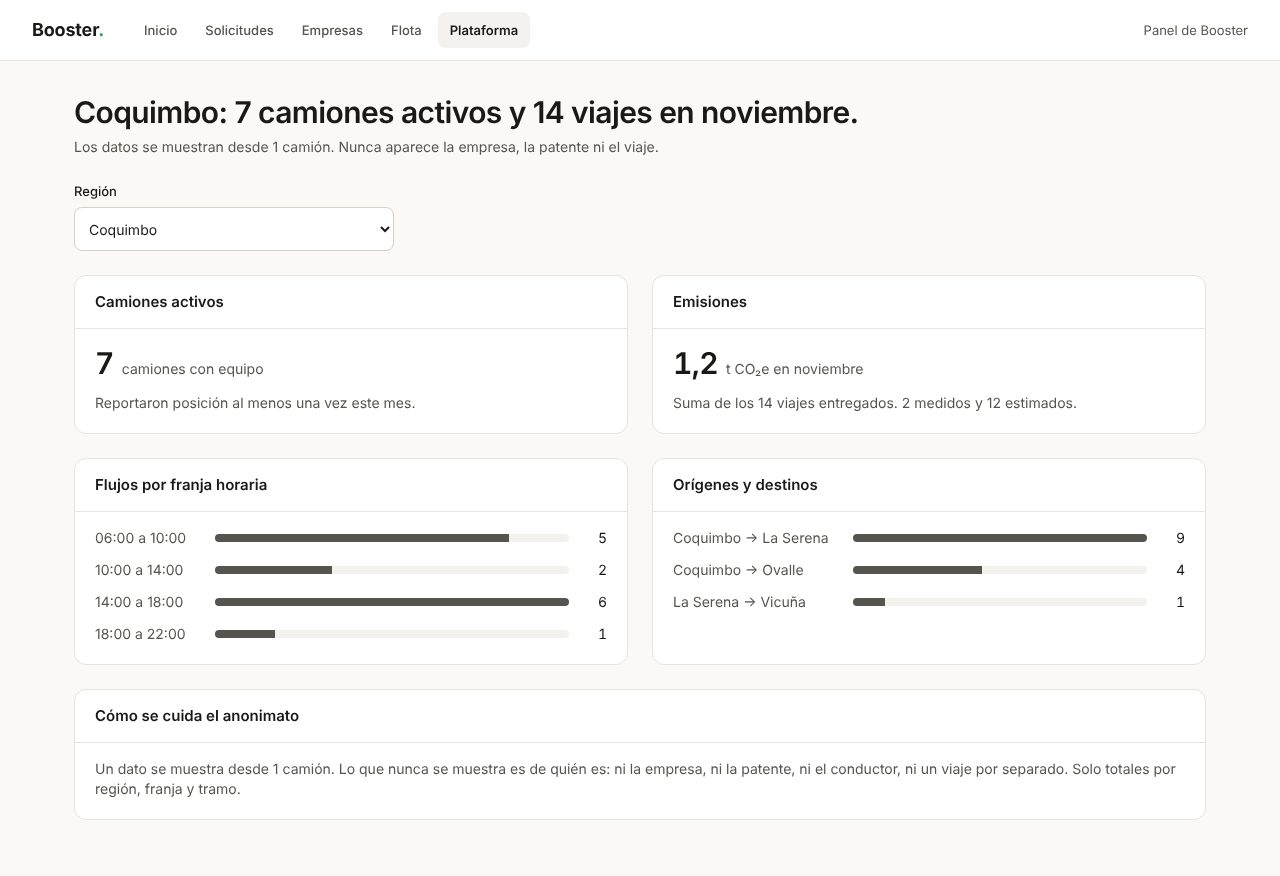 Booster.
Inicio
Solicitudes
Empresas
Flota
Plataforma
Panel de Booster
Coquimbo: 7 camiones activos y 14 viajes en noviembre.
Los datos se muestran desde 1 camión. Nunca aparece la empresa, la patente ni el viaje.
Región
Coquimbo
Camiones activos
7 camiones con equipo
Reportaron posición al menos una vez este mes.
Emisiones
1,2 t CO₂e en noviembre
Suma de los 14 viajes entregados. 2 medidos y 12 estimados.
Flujos por franja horaria
06:00 a 10:00 5
10:00 a 14:00 2
14:00 a 18:00 6
18:00 a 22:00 1
Orígenes y destinos
Coquimbo → La Serena 9
Coquimbo → Ovalle 4
La Serena → Vicuña 1
Cómo se cuida el anonimato
Un dato se muestra desde 1 camión. Lo que nunca se muestra es de quién es: ni la empresa, ni la patente, ni el conductor, ni un viaje por separado. Solo totales por
región, franja y tramo.